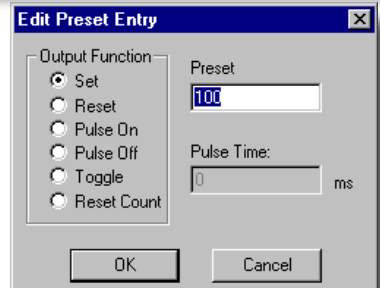 Edit Preset Entry
Output Function
Set
Reset
Pulse On
Pulse Off
Toggle
Reset Count
Preset
100
Pulse Time:
0
ms
OK
Cancel